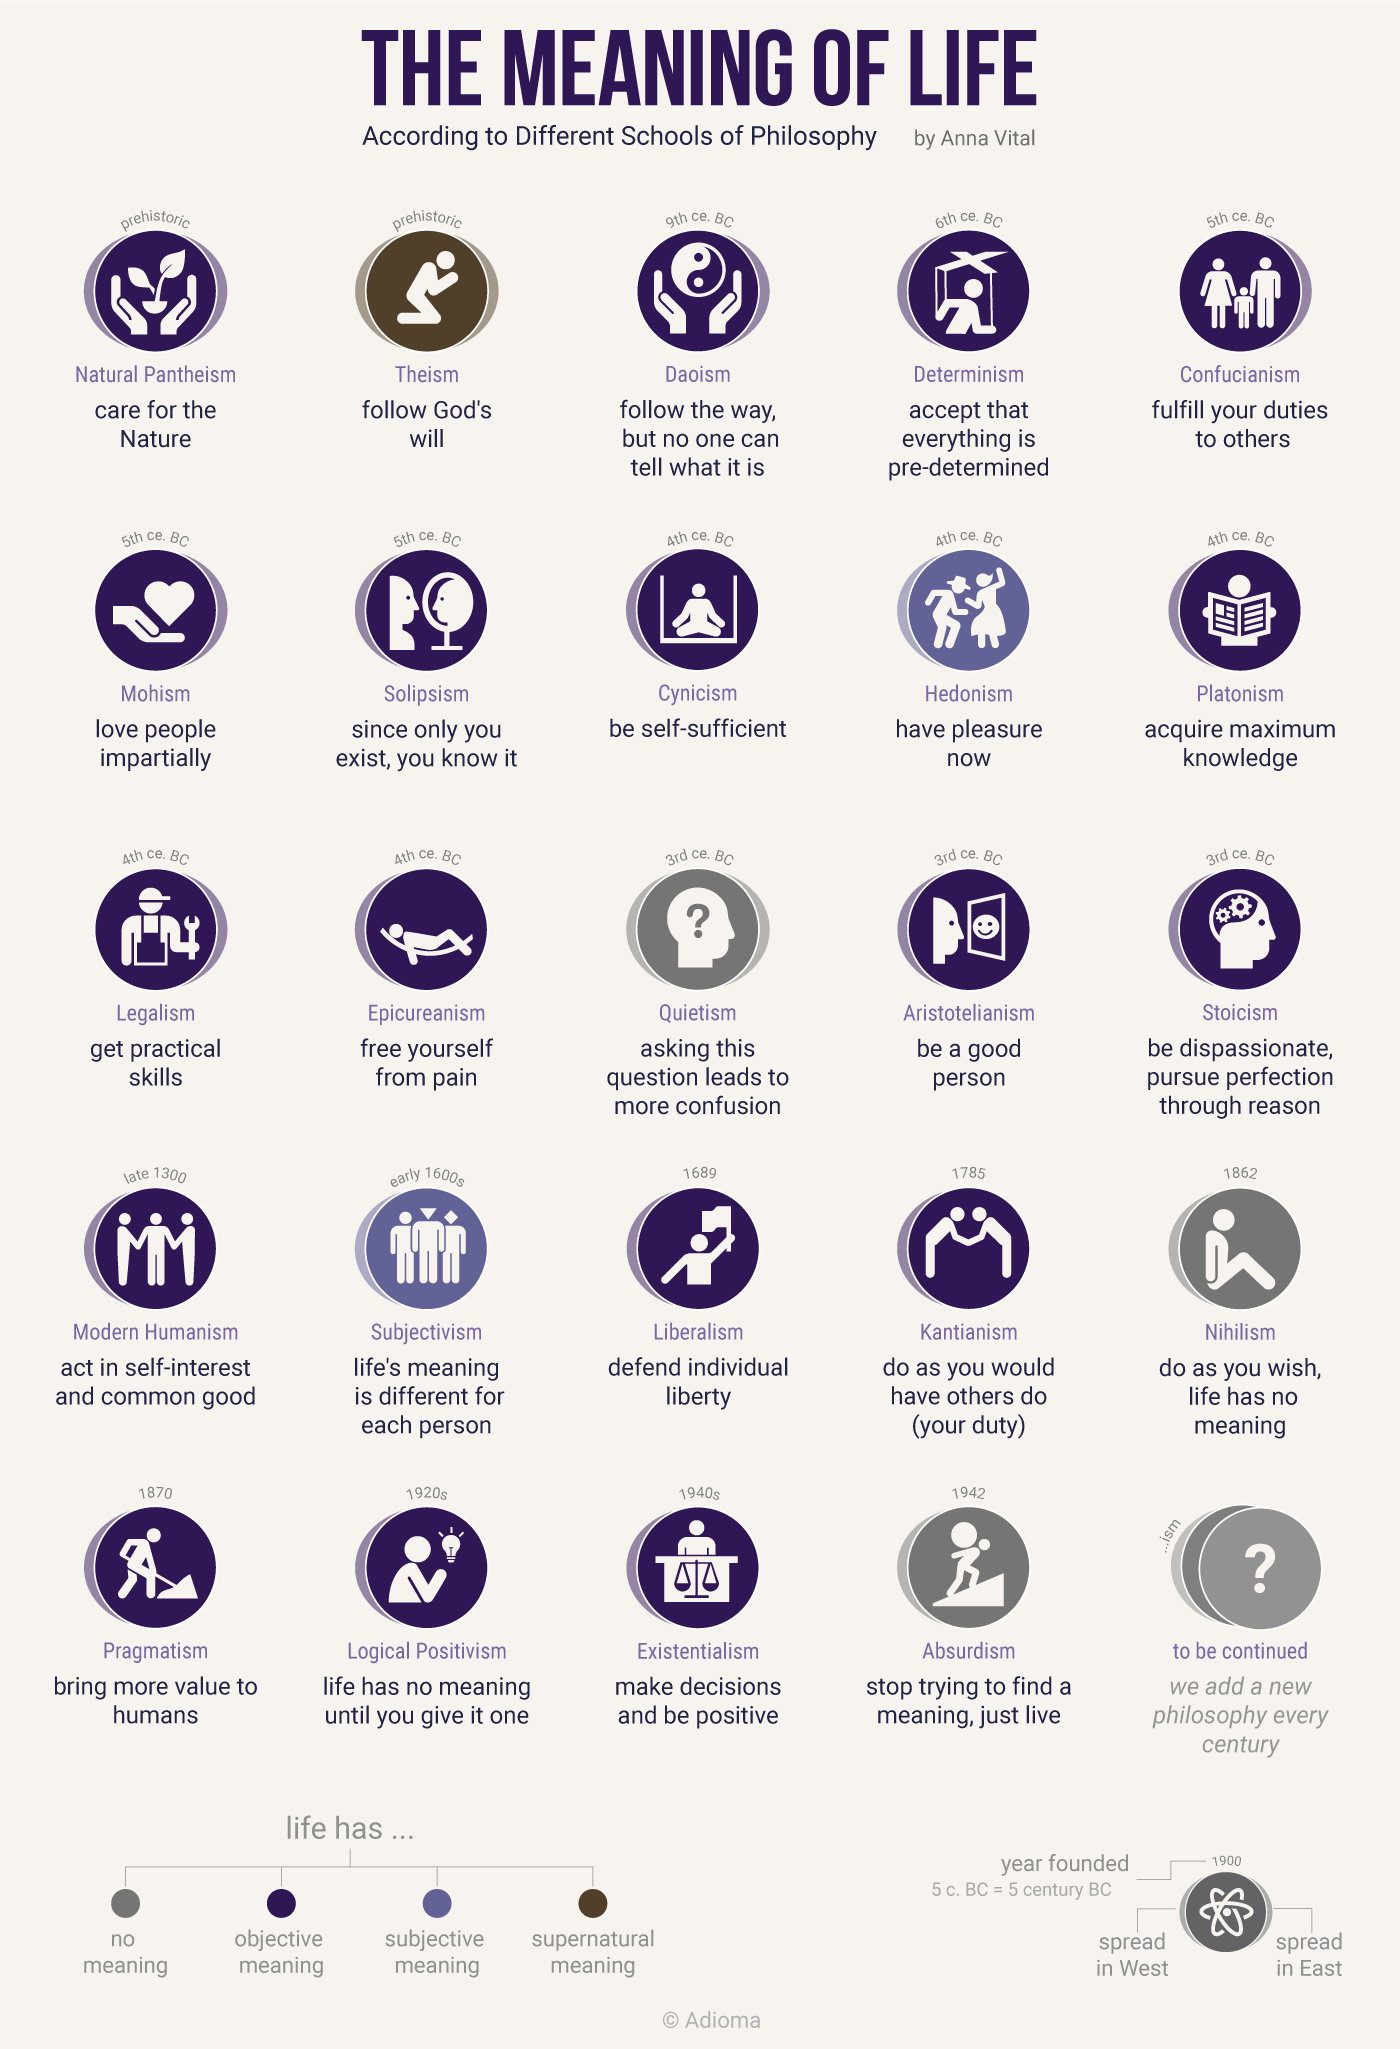 THE MEANING OF LIFE
According to Different Schools of Philosophy by Anna Vital
prehistoric
Natural Pantheism
care for the
Nature
prehistoric
Theism
follow God's
will
9th ce. BC
Daoism
follow the way,
but no one can
tell what it is
6th ce. BC
Determinism
accept that
everything is
pre-determined
5th ce. BC
Confucianism
fulfill your duties
to others
5th ce. BC
Mohism
love people
impartially
5th ce. BC
Solipsism
since only you
exist, you know it
4th ce. BC
Cynicism
be self-sufficient
4th ce. BC
Hedonism
have pleasure
now
4th ce. BC
Platonism
acquire maximum
knowledge
4th ce. BC
Legalism
get practical
skills
4th ce. BC
Epicureanism
free yourself
from pain
3rd ce. BC
?
Quietism
asking this
question leads to
more confusion
3rd ce. BC
Aristotelianism
be a good
person
3rd ce. BC
Stoicism
be dispassionate,
pursue perfection
through reason
late 1300
Modern Humanism
act in self-interest
and common good
early 1600s
Subjectivism
life's meaning
is different for
each person
1689
Liberalism
defend individual
liberty
1785
Kantianism
do as you would
have others do
(your duty)
1862
Nihilism
do as you wish,
life has no
meaning
1870
Pragmatism
bring more value to
humans
1920s
Logical Positivism
life has no meaning
until you give it one
1940s
Existentialism
make decisions
and be positive
1942
Absurdism
stop trying to find a
meaning, just live
...ism
?
to be continued
we add a new
philosophy every
century
life has ...
no
meaning
objective
meaning
subjective
meaning
supernatural
meaning
year founded
5 c. BC = 5 century BC
1900
spread
in West
spread
in East
© Adioma